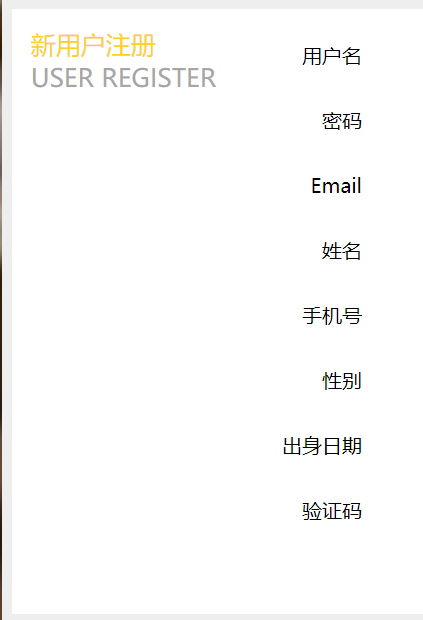 新用户注册
USER REGISTER
用户名
密码
Email
姓名
手机号
性别
出身日期
验证码